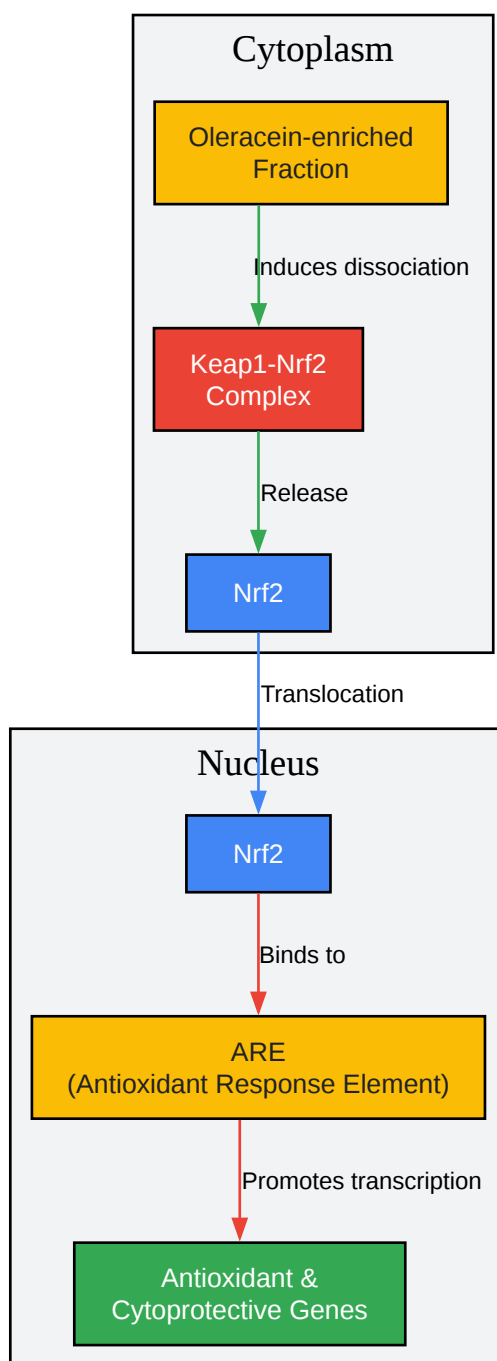 Cytoplasm
Oleracein-enriched
Fraction
Induces dissociation
Keap1-Nrf2
Complex
Release
Nrf2
Translocation
Nucleus
Nrf2
Binds to
ARE
(Antioxidant Response Element)
Promotes transcription
Antioxidant &
Cytoprotective Genes